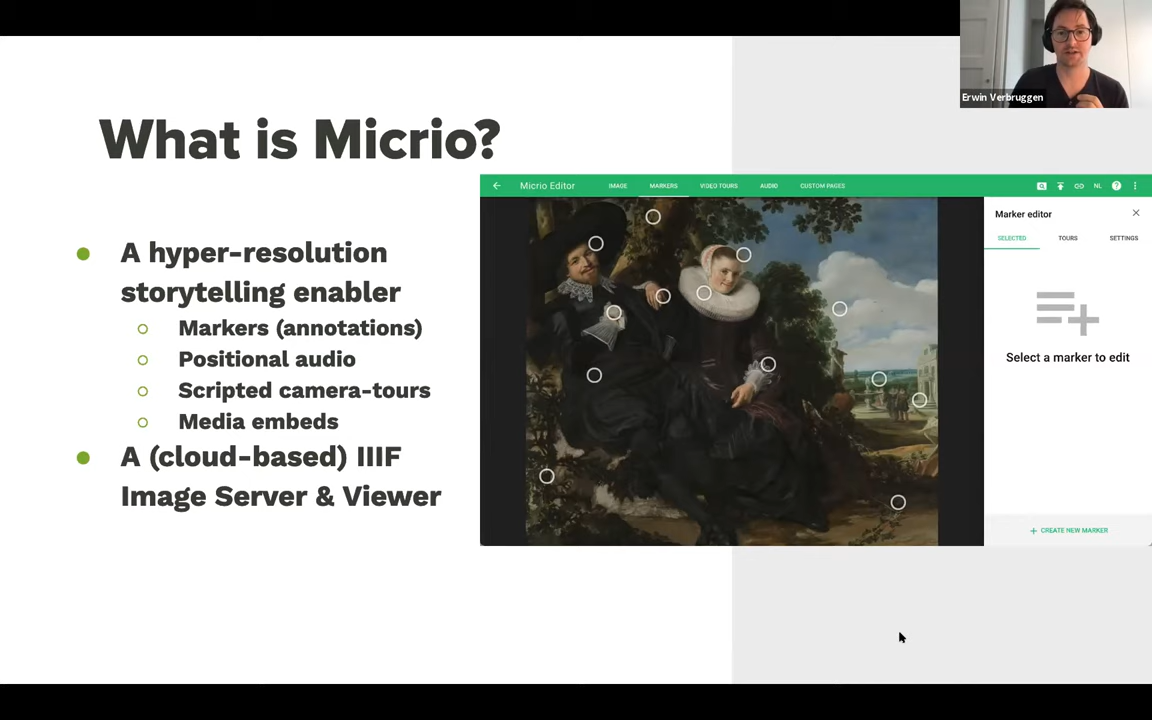 Erwin Verbruggen
What is Micrio?
A hyper-resolution
storytelling enabler
Markers (annotations)
Positional audio
Scripted camera-tours
Media embeds
A (cloud-based) IIIF
Image Server & Viewer
Micrio Editor IMAGE MARKERS VIDEO TOURS AUDIO CUSTOM PAGES NL
Marker editor
SELECTED TOURS SETTINGS
Select a marker to edit
+ CREATE NEW MARKER